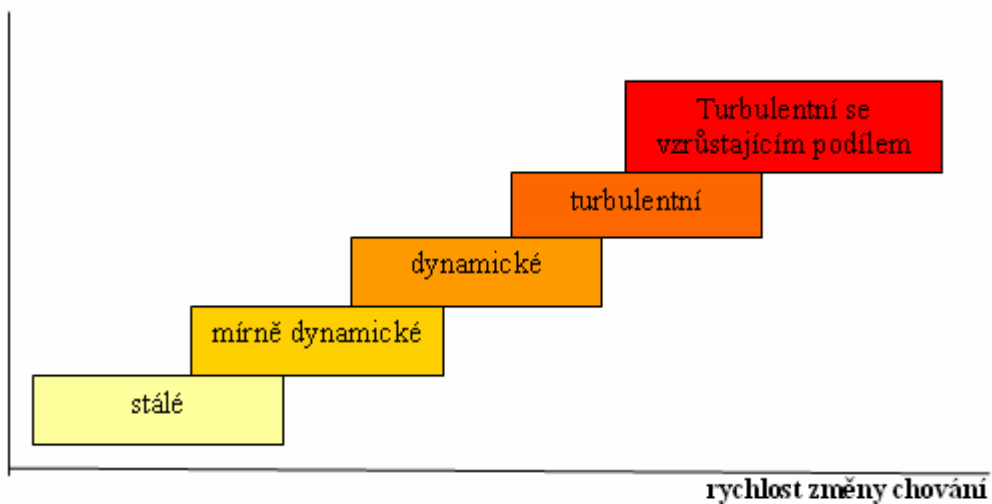 Turbulentní se
vzrůstajícím podílem
turbulentní
dynamické
mírně dynamické
stálé
rychlost změny chování